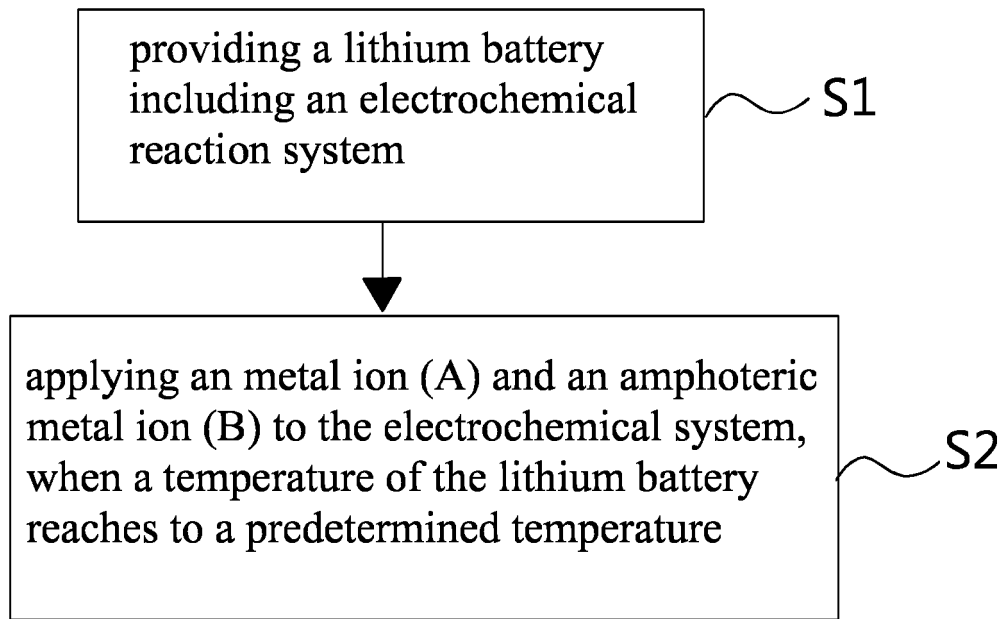 providing a lithium battery
including an electrochemical
reaction system
S1
applying an metal ion (A) and an amphoteric
metal ion (B) to the electrochemical system,
when a temperature of the lithium battery
reaches to a predetermined temperature
S2